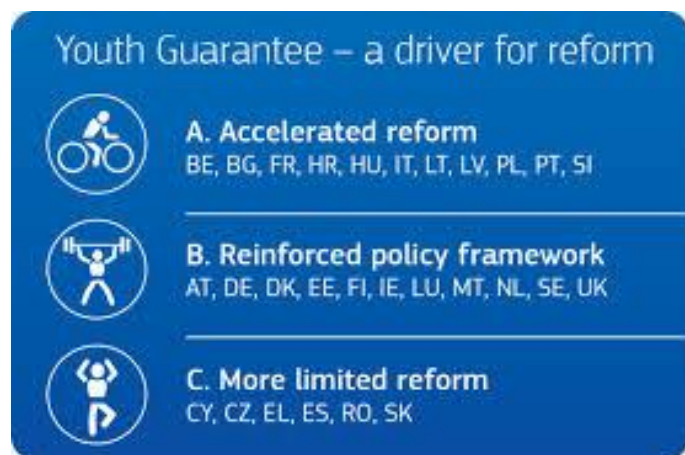 Youth Guarantee – a driver for reform
A. Accelerated reform
BE, BG, FR, HR, HU, IT, LT, LV, PL, PT, SI
B. Reinforced policy framework
AT, DE, DK, EE, FI, IE, LU, MT, NL, SE, UK
C. More limited reform
CY, CZ, EL, ES, RO, SK